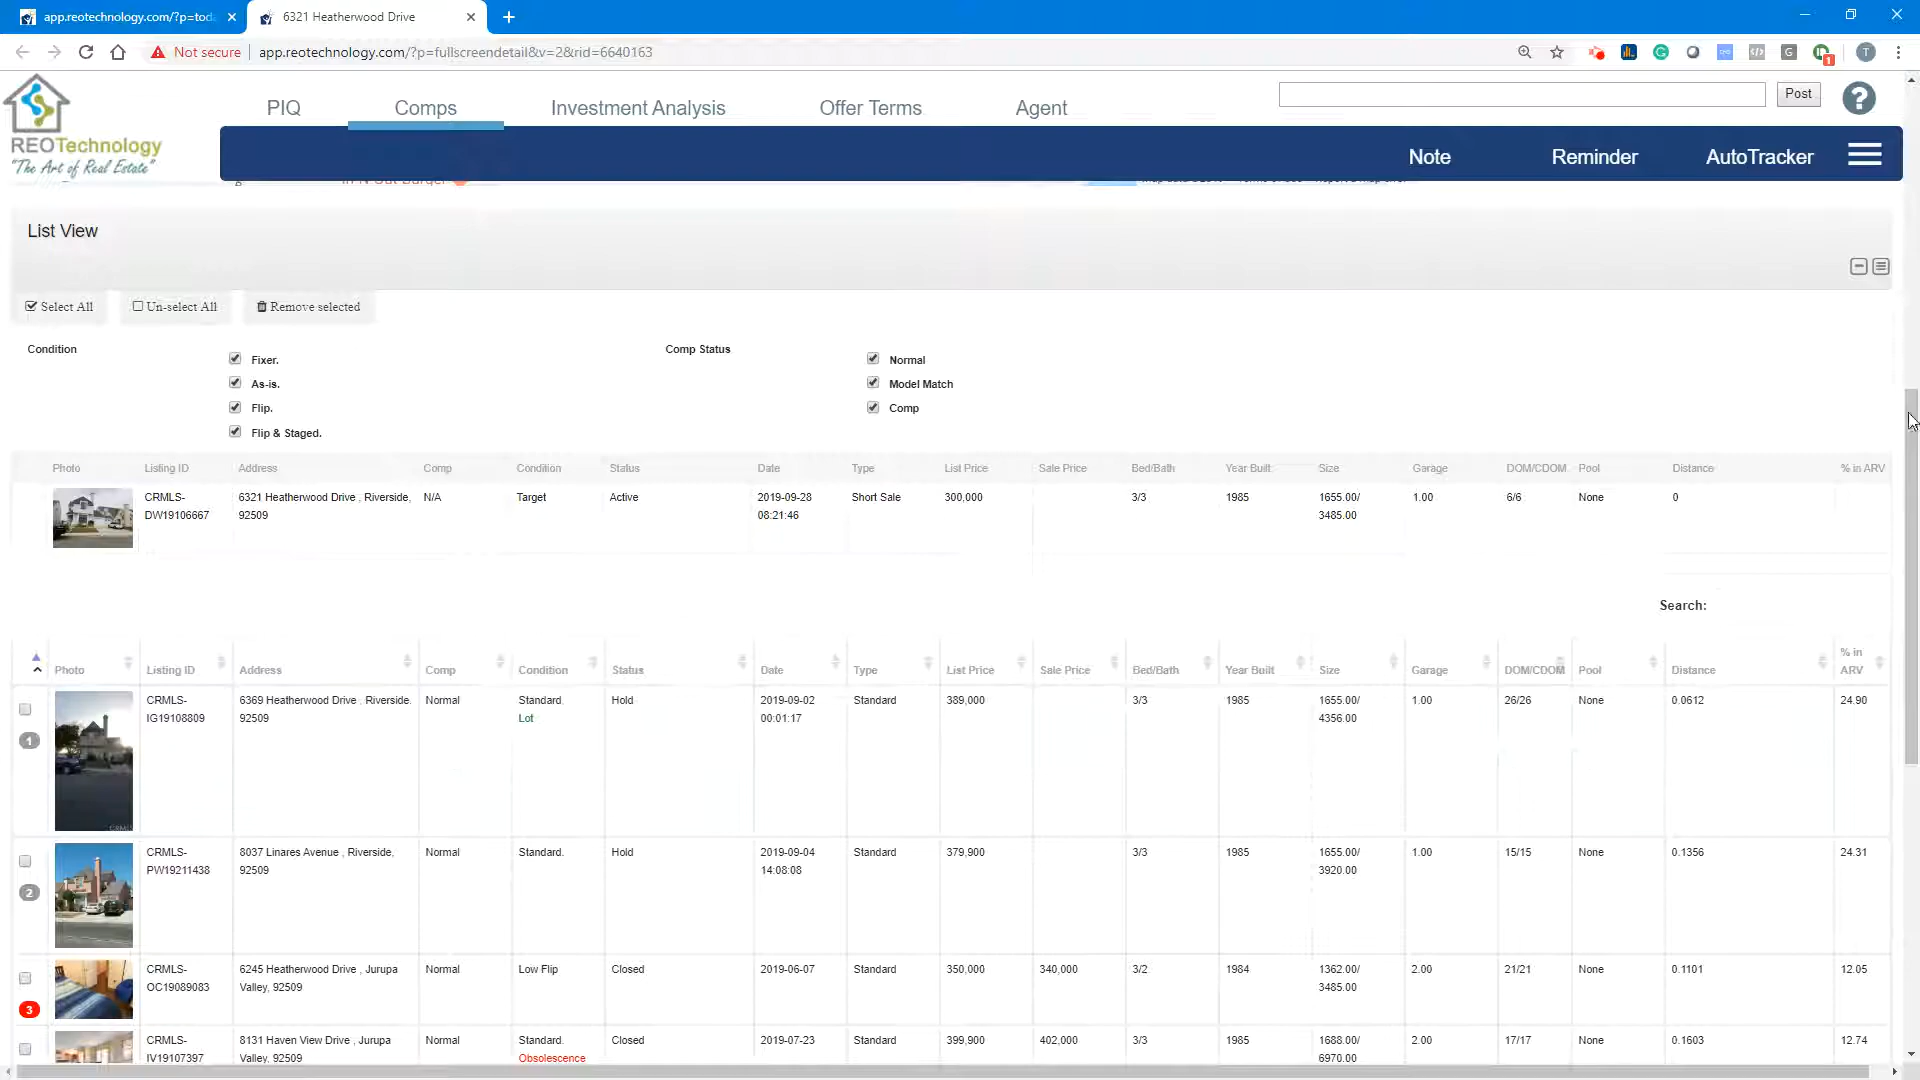 app.reotechnology.com/?p=toda
6321 Heatherwood Drive
Not secure
app.reotechnology.com/?p=fullscreendetail&v=2&rid=6640163
T
1
REOTechnology
"The Art of Real Estate"
PIQ
Comps
Investment Analysis
Offer Terms
Agent
Post
?
Note
Reminder
AutoTracker
List View
Select All
Un-select All
Remove selected
Condition
Fixer.
As-is.
Flip.
Flip & Staged.
Comp Status
Normal
Model Match
Comp
Photo Listing ID Address Comp Condition Status Date Type List Price Sale Price Bed/Bath Year Built Size Garage DOM/CDOM Pool Distance % in ARV
CRMLS- 6321 Heatherwood Drive , Riverside, N/A Target Active 2019-09-28 Short Sale 300,000 3/3 1985 1655.00/ 1.00 6/6 None 0
DW19106667 92509 08:21:46 3485.00
Search:
% in
Photo Listing ID Address Comp Condition Status Date Type List Price Sale Price Bed/Bath Year Built Size Garage DOM/CDOM Pool Distance ARV
CRMLS- 6369 Heatherwood Drive , Riverside, Normal Standard. Hold 2019-09-02 Standard 389,000 3/3 1985 1655.00/ 1.00 26/26 None 0.0612 24.90
IG19108809 92509 Lot 00:01:17 4356.00
1
CRMLS- 8037 Linares Avenue , Riverside, Normal Standard. Hold 2019-09-04 Standard 379,900 3/3 1985 1655.00/ 1.00 15/15 None 0.1356 24.31
PW19211438 92509 14:08:08 3920.00
2
CRMLS- 6245 Heatherwood Drive , Jurupa Normal Low Flip Closed 2019-06-07 Standard 350,000 340,000 3/2 1984 1362.00/ 2.00 21/21 None 0.1101 12.05
OC19089083 Valley, 92509 3485.00
3
CRMLS- 8131 Haven View Drive , Jurupa Normal Standard. Closed 2019-07-23 Standard 399,900 402,000 3/3 1985 1688.00/ 2.00 17/17 None 0.1603 12.74
IV19107397 Valley, 92509 Obsolescence 6970.00